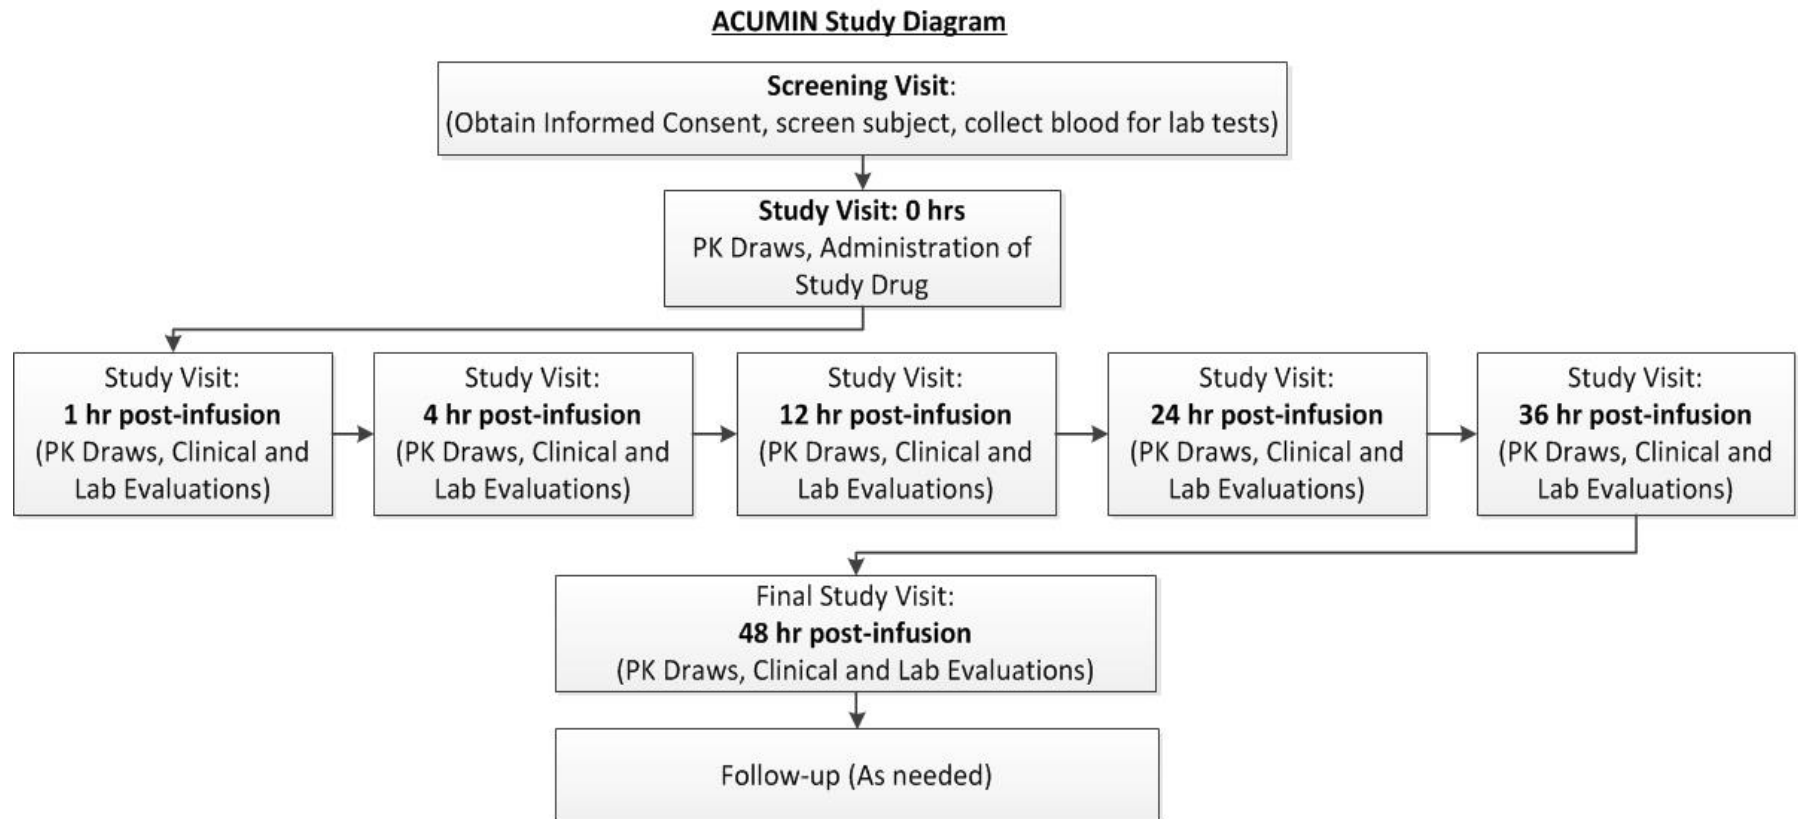 ACUMIN Study Diagram
Screening Visit:
(Obtain Informed Consent, screen subject, collect blood for lab tests)
Study Visit: 0 hrs
PK Draws, Administration of
Study Drug
Study Visit:
1 hr post-infusion
(PK Draws, Clinical and
Lab Evaluations)
Study Visit:
4 hr post-infusion
(PK Draws, Clinical and
Lab Evaluations)
Study Visit:
12 hr post-infusion
(PK Draws, Clinical and
Lab Evaluations)
Study Visit:
24 hr post-infusion
(PK Draws, Clinical and
Lab Evaluations)
Study Visit:
36 hr post-infusion
(PK Draws, Clinical and
Lab Evaluations)
Final Study Visit:
48 hr post-infusion
(PK Draws, Clinical and Lab Evaluations)
Follow-up (As needed)